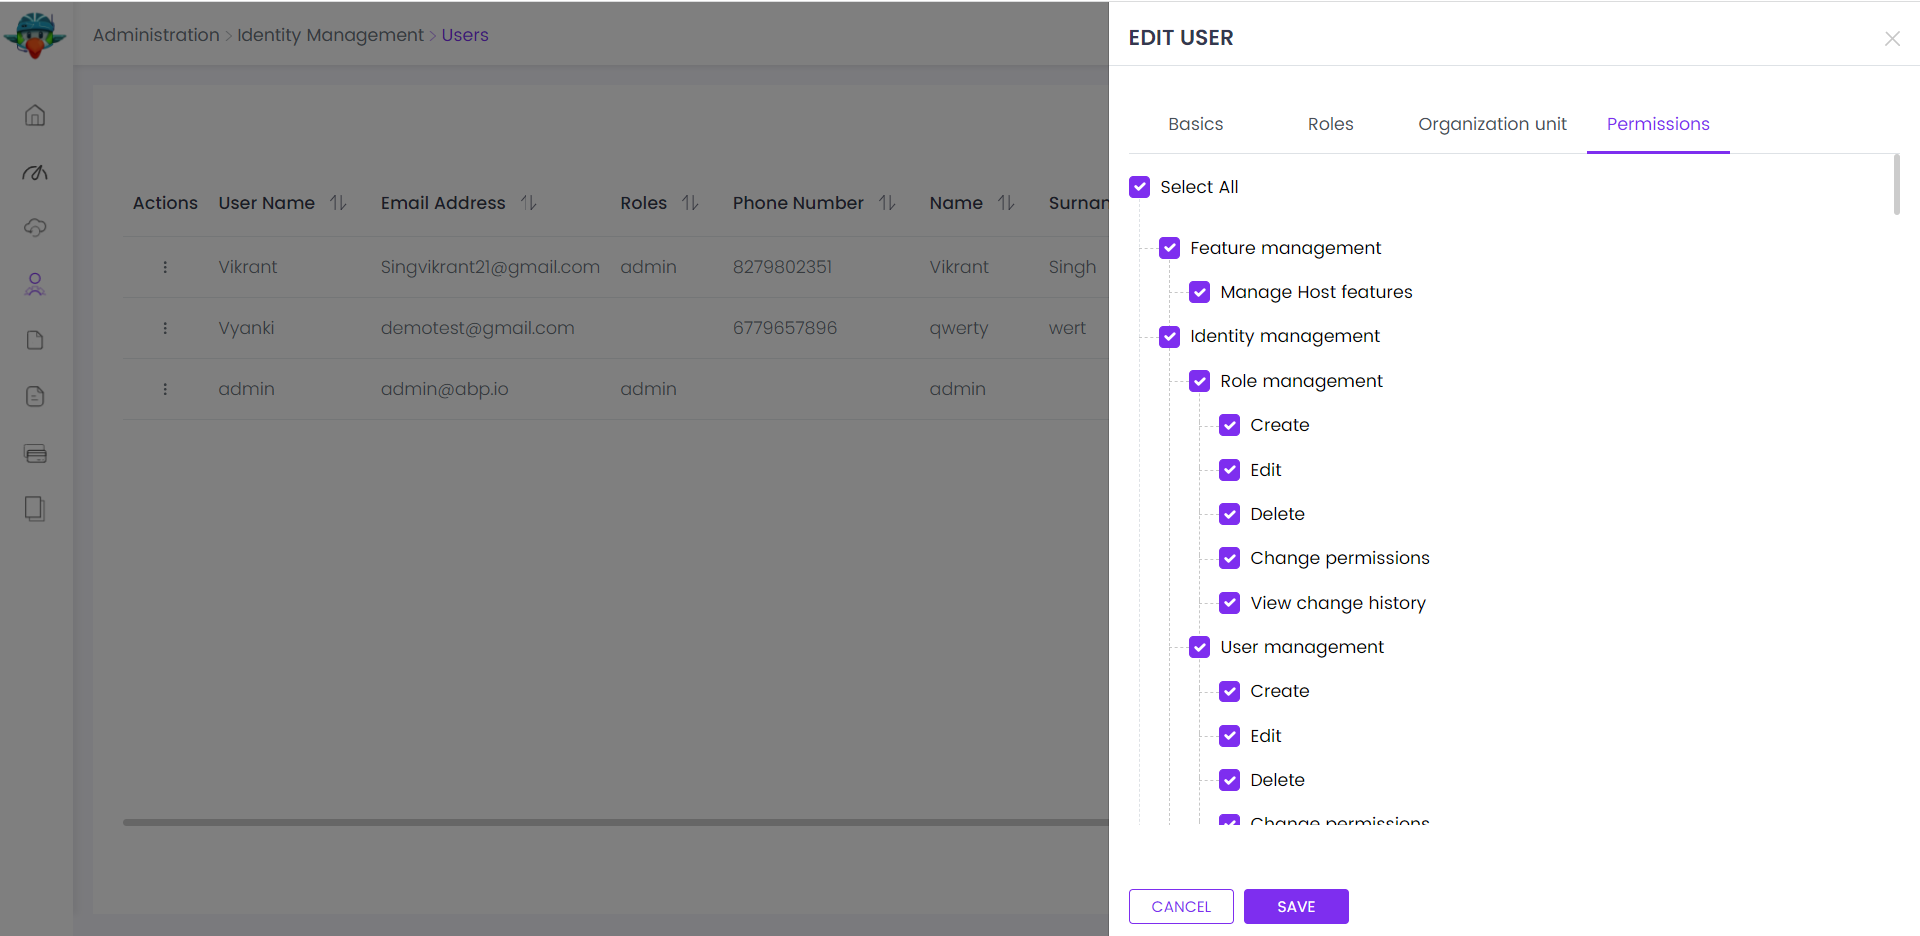 Administration > Identity Management > Users
Actions User Name Email Address Roles Phone Number Name Surnam
Vikrant Singvikrant21@gmail.com admin 8279802351 Vikrant Singh
Vyanki demotest@gmail.com 6779657896 qwerty wert
admin admin@abp.io admin admin
EDIT USER
Basics Roles Organization unit Permissions
Select All
Feature management
Manage Host features
Identity management
Role management
Create
Edit
Delete
Change permissions
View change history
User management
Create
Edit
Delete
Change permissions
CANCEL SAVE